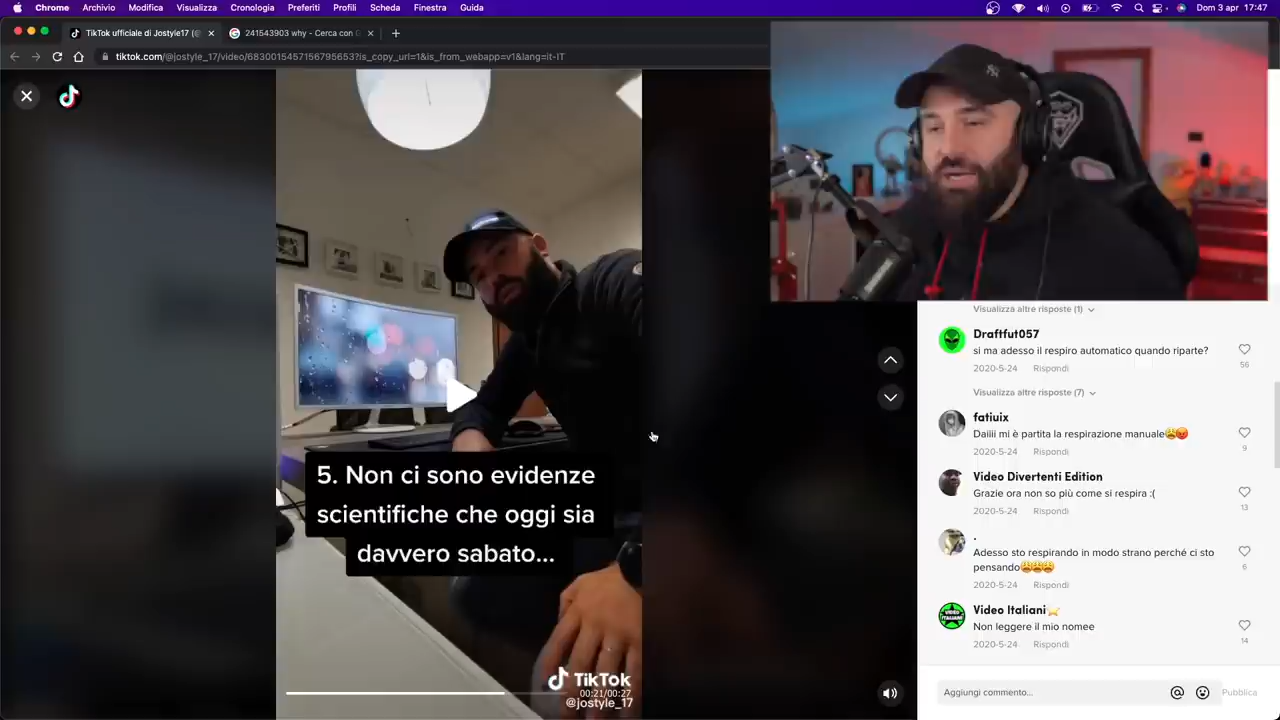 Chrome Archivio Modifica Visualizza Cronologia Preferiti Profili Scheda Finestra Guida Dom 3 apr 17:47
TikTok ufficiale di Jostyle17 (@ 241543903 why - Cerca con G
tiktok.com/@jostyle_17/video/6830015457156795653?is_copy_url=1&is_from_webapp=v1&lang=it-IT
5. Non ci sono evidenze
scientifiche che oggi sia
davvero sabato...
TikTok
00:21/00:27
@jostyle_17
Visualizza altre risposte (1)
Draftfut057
si ma adesso il respiro automatico quando riparte?
56
2020-5-24 Rispondi
Visualizza altre risposte (7)
fatiuix
Daiiii mi è partita la respirazione manuale😩😡
9
2020-5-24 Rispondi
Video Divertenti Edition
Grazie ora non so più come si respira :(
13
2020-5-24 Rispondi
.
Adesso sto respirando in modo strano perché ci sto
pensando😩😩😩
6
2020-5-24 Rispondi
Video Italiani
Non leggere il mio nomee
14
2020-5-24 Rispondi
Aggiungi commento... Pubblica